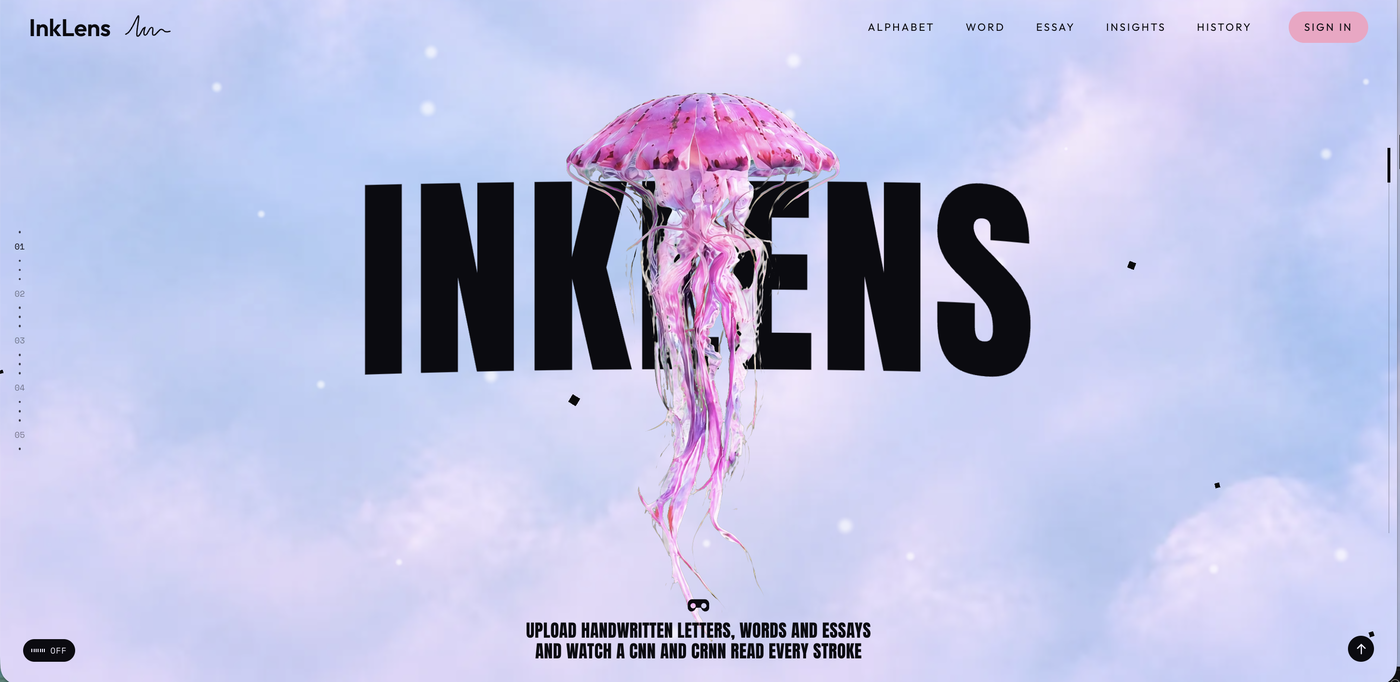 InkLens
ALPHABET WORD ESSAY INSIGHTS HISTORY SIGN IN
INKLENS
01
02
03
04
05
UPLOAD HANDWRITTEN LETTERS, WORDS AND ESSAYS
AND WATCH A CNN AND CRNN READ EVERY STROKE
OFF